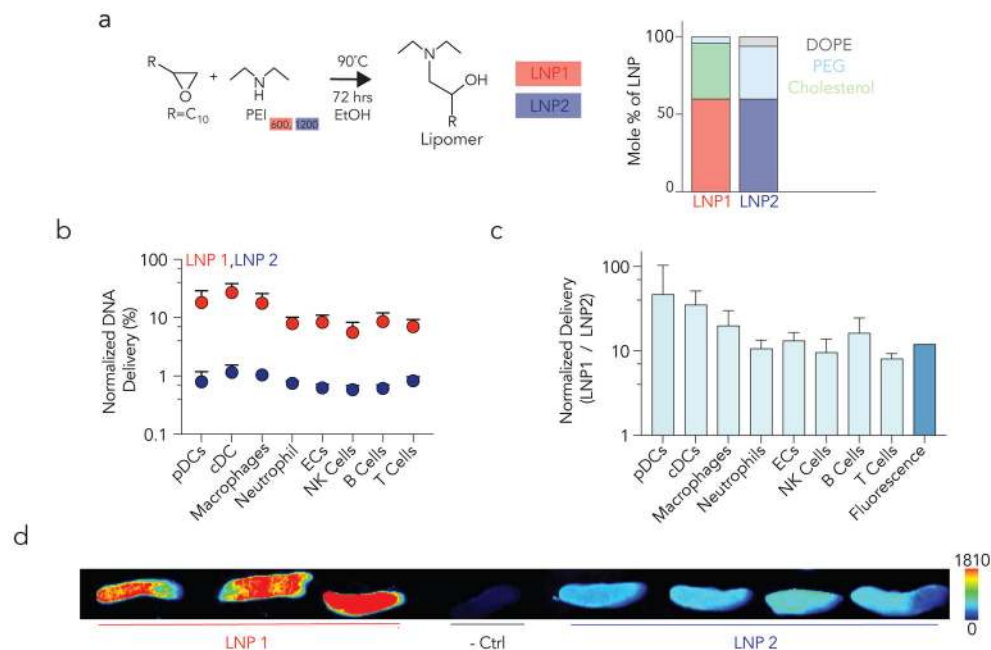 a
R
O
R=C10
+
N
H
PEI
600, 1200
90°C
72 hrs
EtOH
N
OH
R
Lipomer
LNP1
LNP2
Mole % of LNP
100
50
0
LNP1 LNP2
DOPE
PEG
Cholesterol
b
LNP 1, LNP 2
Normalized DNA
Delivery (%)
100
10
1
0.1
pDCs
cDC
Macrophages
Neutrophil
ECs
NK Cells
B Cells
T Cells
c
Normalized Delivery
(LNP1 / LNP2)
100
10
1
pDCs
cDCs
Macrophages
Neutrophils
ECs
NK Cells
B Cells
T Cells
Fluorescence
d
1810
0
LNP 1
- Ctrl
LNP 2